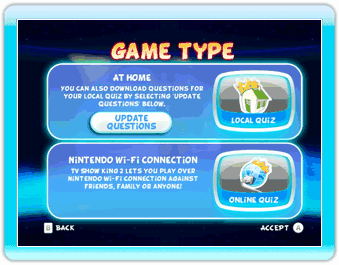 GAME TYPE
AT HOME
YOU CAN ALSO DOWNLOAD QUESTIONS FOR
YOUR LOCAL QUIZ BY SELECTING 'UPDATE
QUESTIONS' BELOW.
UPDATE
QUESTIONS
LOCAL QUIZ
NINTENDO Wi-Fi CONNECTION
TV SHOW KING 2 LETS YOU PLAY OVER
NINTENDO WI-FI CONNECTION AGAINST
FRIENDS, FAMILY OR ANYONE!
ONLINE QUIZ
B BACK
ACCEPT A